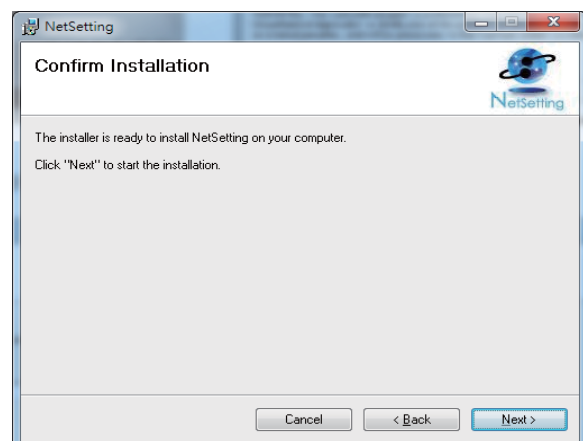 NetSetting
Confirm Installation
NetSetting
The installer is ready to install NetSetting on your computer.
Click "Next" to start the installation.
Cancel
< Back
Next >